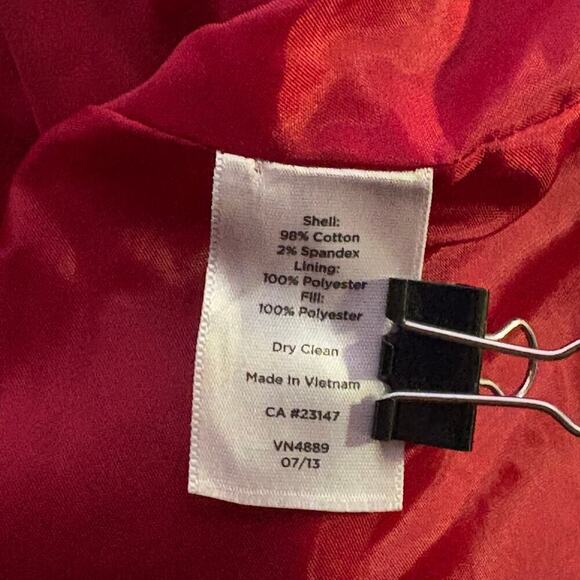 Shell:
98% Cotton
2% Spandex
Lining:
100% Polyester
Fill:
100% Polyester
Dry Clean
Made In Vietnam
CA #23147
VN4889
07/13